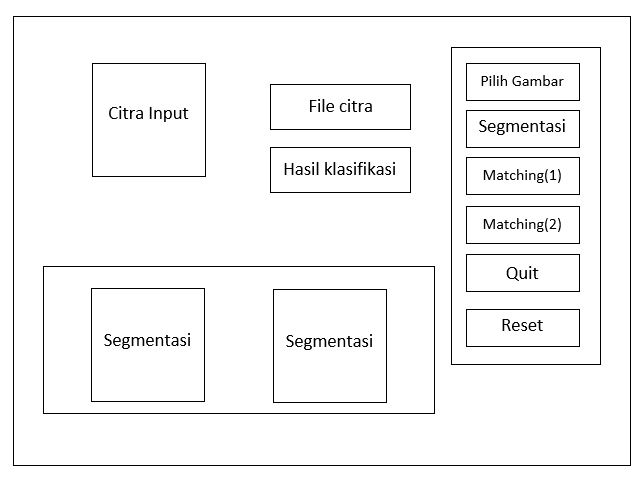 Citra Input
File citra
Hasil klasifikasi
Pilih Gambar
Segmentasi
Matching(1)
Matching(2)
Quit
Reset
Segmentasi
Segmentasi